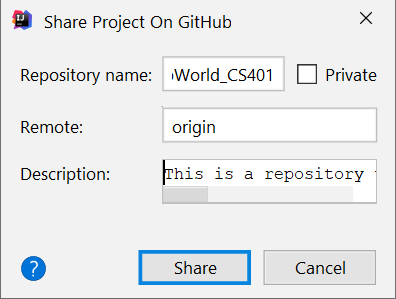 Share Project On GitHub
Repository name: World_CS401 Private
Remote: origin
Description: This is a repository
? Share Cancel